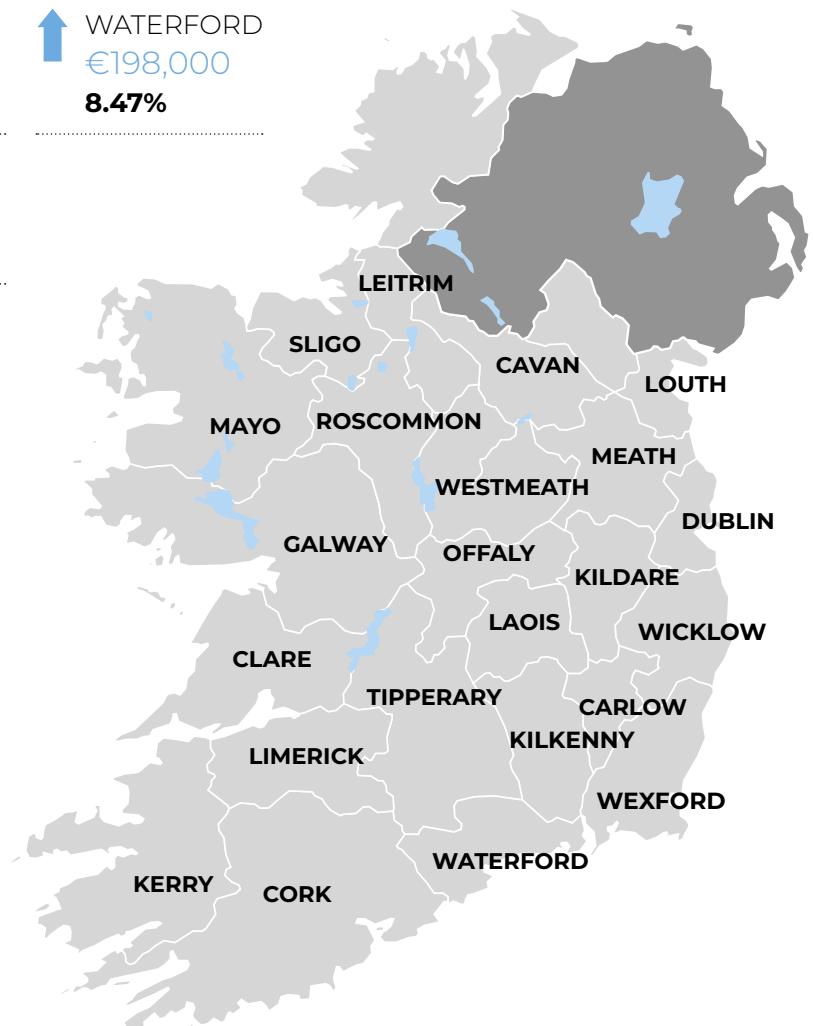 WATERFORD
€198,000
8.47%
LEITRIM
SLIGO
CAVAN
LOUTH
MAYO
ROSCOMMON
MEATH
WESTMEATH
DUBLIN
GALWAY
OFFALY
KILDARE
LAOIS
WICKLOW
CLARE
TIPPERARY
CARLOW
KILKENNY
LIMERICK
WEXFORD
WATERFORD
KERRY
CORK